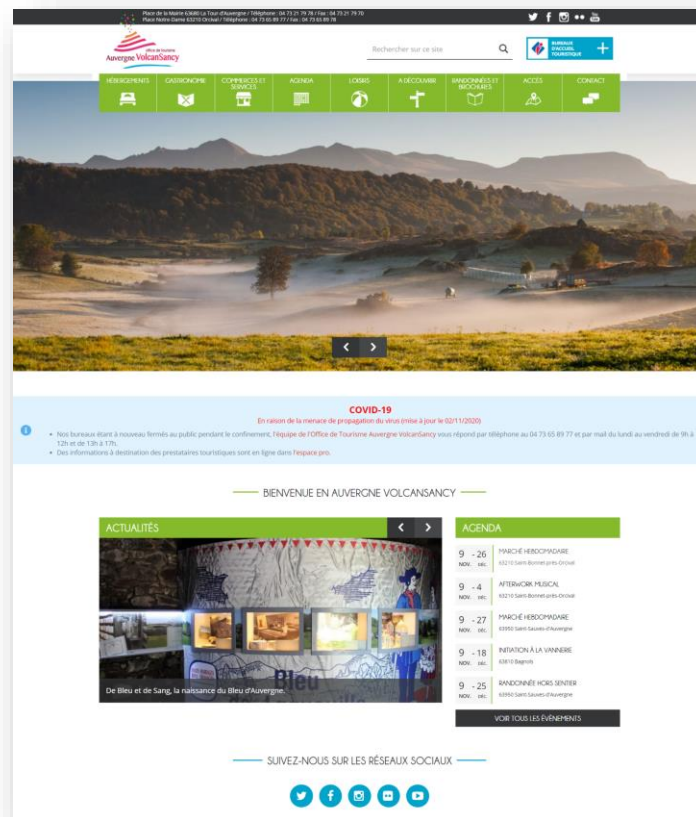 Place de la Mairie 63680 La Tour d'Auvergne / Téléphone : 04 73 21 79 78 / Fax : 04 73 21 79 70
Place Notre Dame 63210 Orcival / Téléphone : 04 73 65 89 77 / Fax : 04 73 65 89 78
office de tourisme
Auvergne VolcanSancy
Rechercher sur ce site
BUREAUX
D'ACCUEIL
TOURISTIQUE
HÉBERGEMENTS
GASTRONOMIE
COMMERCES ET
SERVICES
AGENDA
LOISIRS
A DÉCOUVRIR
RANDONNÉES ET
BROCHURES
ACCÈS
CONTACT
COVID-19
En raison de la menace de propagation du virus (mise à jour le 02/11/2020)
Nos bureaux étant à nouveau fermés au public pendant le confinement, l'équipe de l'Office de Tourisme Auvergne VolcanSancy vous répond par téléphone au 04 73 65 89 77 et par mail du lundi au vendredi de 9h à
12h et de 13h à 17h.
Des informations à destination des prestataires touristiques sont en ligne dans l'espace pro.
BIENVENUE EN AUVERGNE VOLCANSANCY
ACTUALITÉS
De Bleu et de Sang, la naissance du Bleu d'Auvergne.
AGENDA
9 - 26 MARCHÉ HEBDOMADAIRE
NOV. DÉC. 63210 Saint-Bonnet-près-Orcival
9 - 4 AFTERWORK MUSICAL
NOV. DÉC. 63210 Saint-Bonnet-près-Orcival
9 - 27 MARCHÉ HEBDOMADAIRE
NOV. DÉC. 63950 Saint-Sauves-d'Auvergne
9 - 18 INITIATION À LA VANNERIE
NOV. DÉC. 63810 Bagnols
9 - 25 RANDONNÉE HORS SENTIER
NOV. DÉC. 63950 Saint-Sauves-d'Auvergne
VOIR TOUS LES ÉVÈNEMENTS
SUIVEZ-NOUS SUR LES RÉSEAUX SOCIAUX